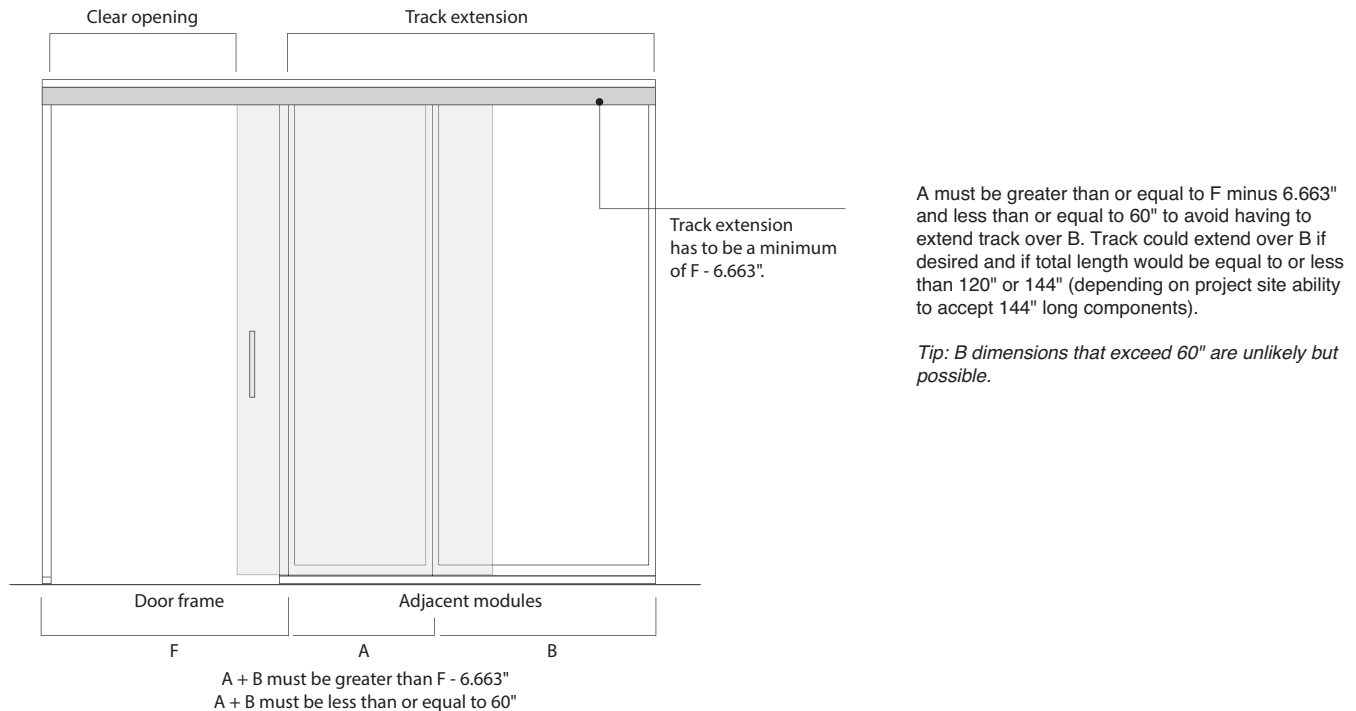 Clear opening
Track extension
Track extension
has to be a minimum
of F - 6.663".
A must be greater than or equal to F minus 6.663"
and less than or equal to 60" to avoid having to
extend track over B. Track could extend over B if
desired and if total length would be equal to or less
than 120" or 144" (depending on project site ability
to accept 144" long components).
Tip: B dimensions that exceed 60" are unlikely but
possible.
Door frame
Adjacent modules
F
A
B
A + B must be greater than F - 6.663"
A + B must be less than or equal to 60"